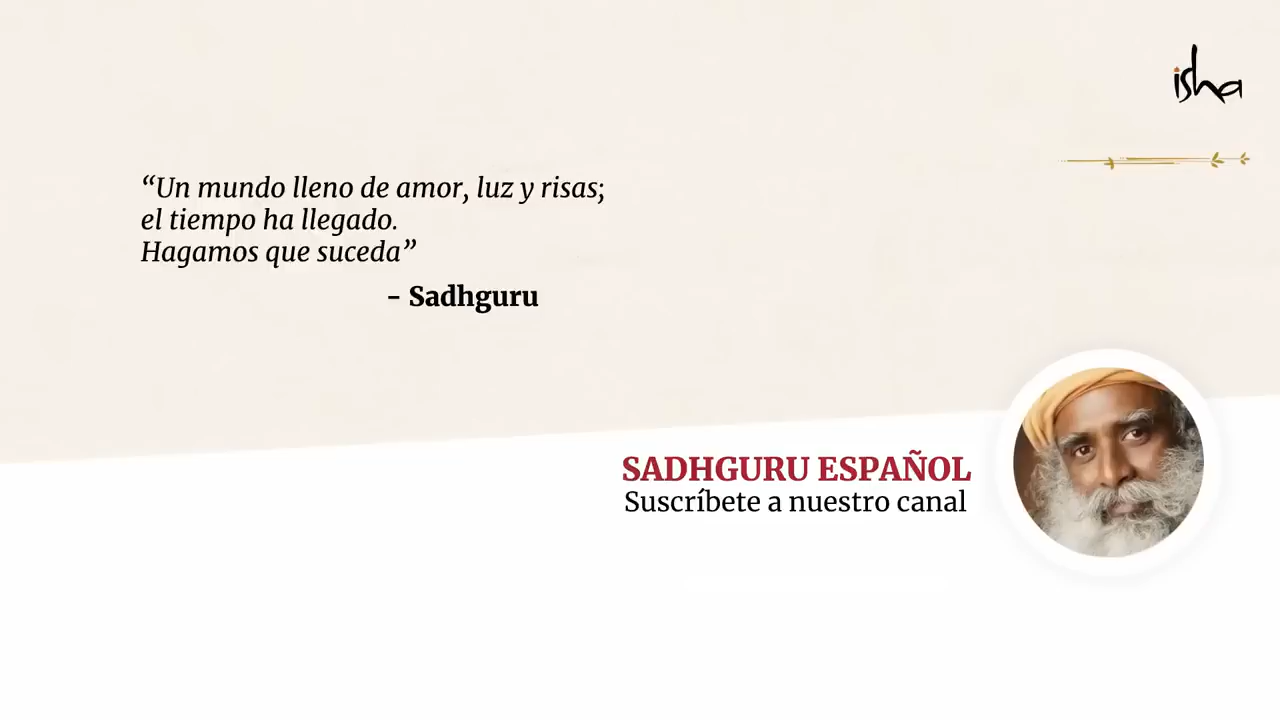 isha
“Un mundo lleno de amor, luz y risas;
el tiempo ha llegado.
Hagamos que suceda”
- Sadhguru
SADHGURU ESPAÑOL
Suscríbete a nuestro canal